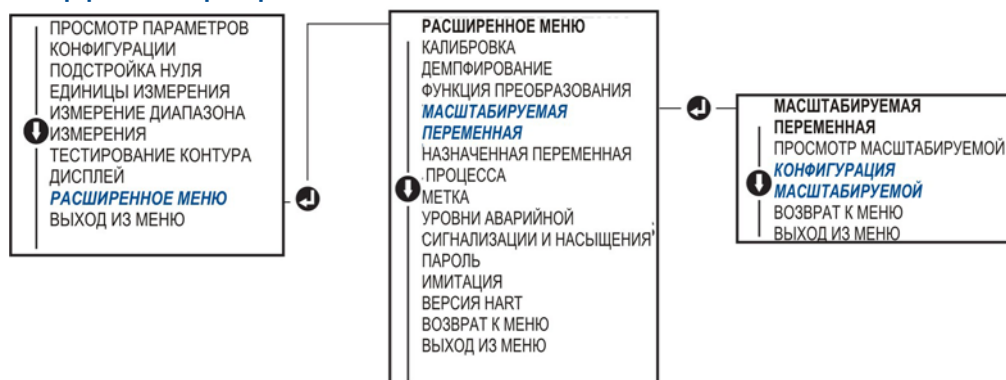 ПРОСМОТР ПАРАМЕТРОВ
КОНФИГУРАЦИИ
ПОДСТРОЙКА НУЛЯ
ЕДИНИЦЫ ИЗМЕРЕНИЯ
ИЗМЕРЕНИЕ ДИАПАЗОНА
ИЗМЕРЕНИЯ
ТЕСТИРОВАНИЕ КОНТУРА
ДИСПЛЕЙ
РАСШИРЕННОЕ МЕНЮ
ВЫХОД ИЗ МЕНЮ
РАСШИРЕННОЕ МЕНЮ
КАЛИБРОВКА
ДЕМПФИРОВАНИЕ
ФУНКЦИЯ ПРЕОБРАЗОВАНИЯ
МАСШТАБИРУЕМАЯ
ПЕРЕМЕННАЯ
НАЗНАЧЕННАЯ ПЕРЕМЕННАЯ
ПРОЦЕССА
МЕТКА
УРОВНИ АВАРИЙНОЙ
СИГНАЛИЗАЦИИ И НАСЫЩЕНИЯ
ПАРОЛЬ
ИМИТАЦИЯ
ВЕРСИЯ HART
ВОЗВРАТ К МЕНЮ
ВЫХОД ИЗ МЕНЮ
МАСШТАБИРУЕМАЯ
ПЕРЕМЕННАЯ
ПРОСМОТР МАСШТАБИРУЕМОЙ
КОНФИГУРАЦИЯ
МАСШТАБИРУЕМОЙ
ВОЗВРАТ К МЕНЮ
ВЫХОД ИЗ МЕНЮ